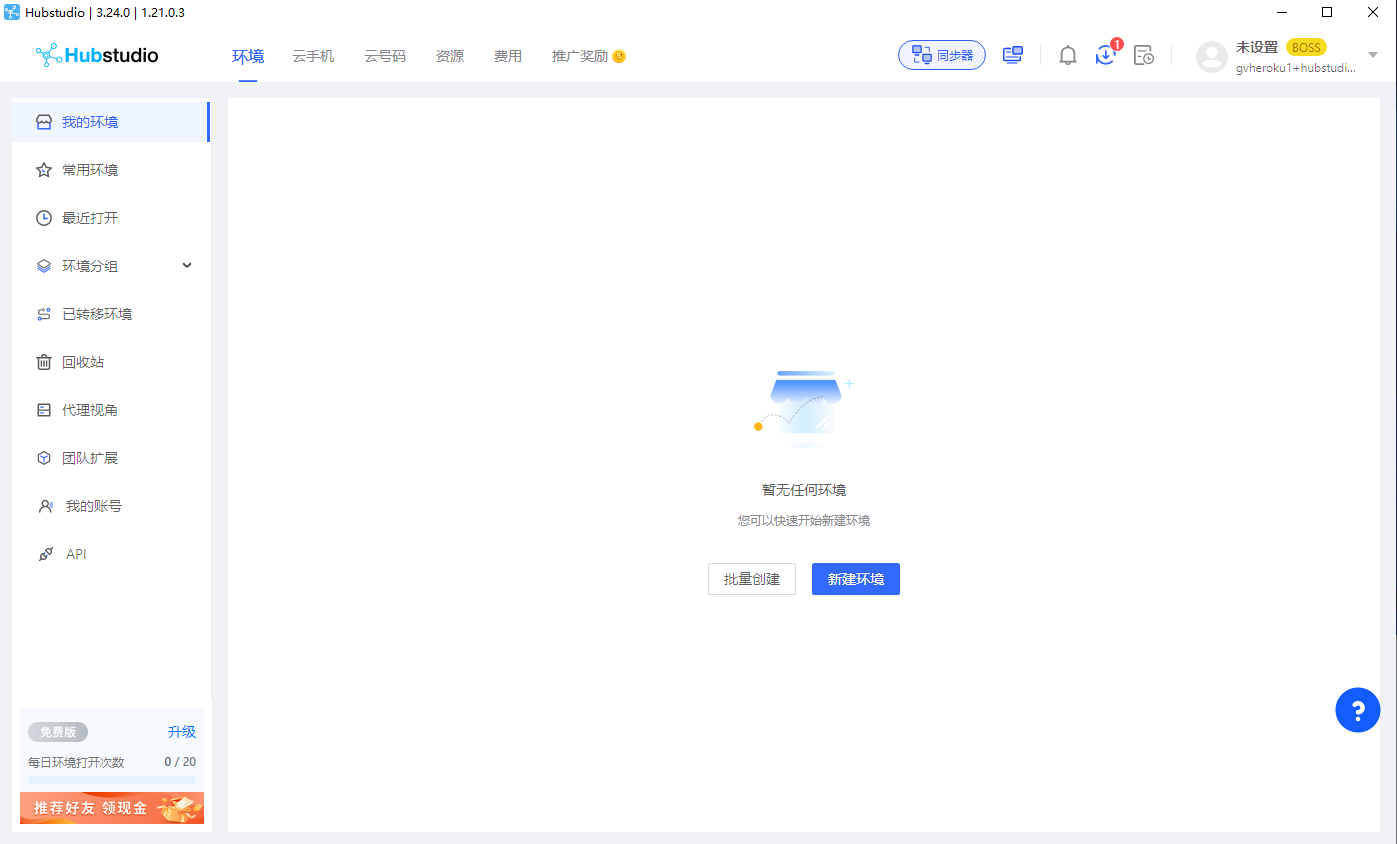 Hubstudio | 3.24.0 | 1.21.0.3
Hubstudio
环境
云手机
云号码
资源
费用
推广奖励
同步器
1
未设置 BOSS
gvheroku1+hubstudi...
我的环境
常用环境
最近打开
环境分组
已转移环境
回收站
代理视角
团队扩展
我的账号
API
暂无任何环境
您可以快速开始新建环境
批量创建
新建环境
免费版 升级
每日环境打开次数 0 / 20
推荐好友 领现金
?